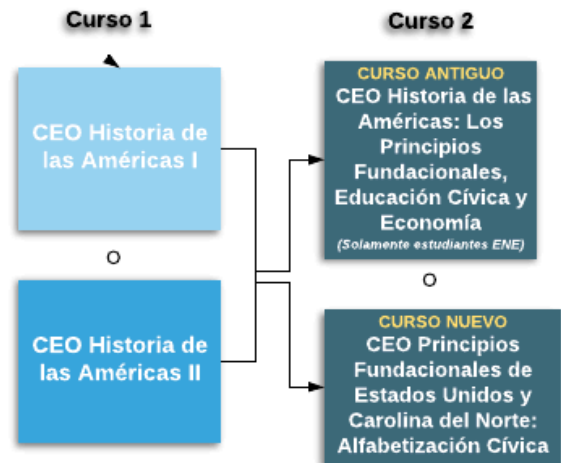 Curso 1
CEO Historia de
las Américas I
O
CEO Historia de
las Américas II
Curso 2
CURSO ANTIGUO
CEO Historia de las
Américas: Los
Principios
Fundacionales,
Educación Cívica y
Economía
(Solamente estudiantes ENE)
O
CURSO NUEVO
CEO Principios
Fundacionales de
Estados Unidos y
Carolina del Norte:
Alfabetización Cívica